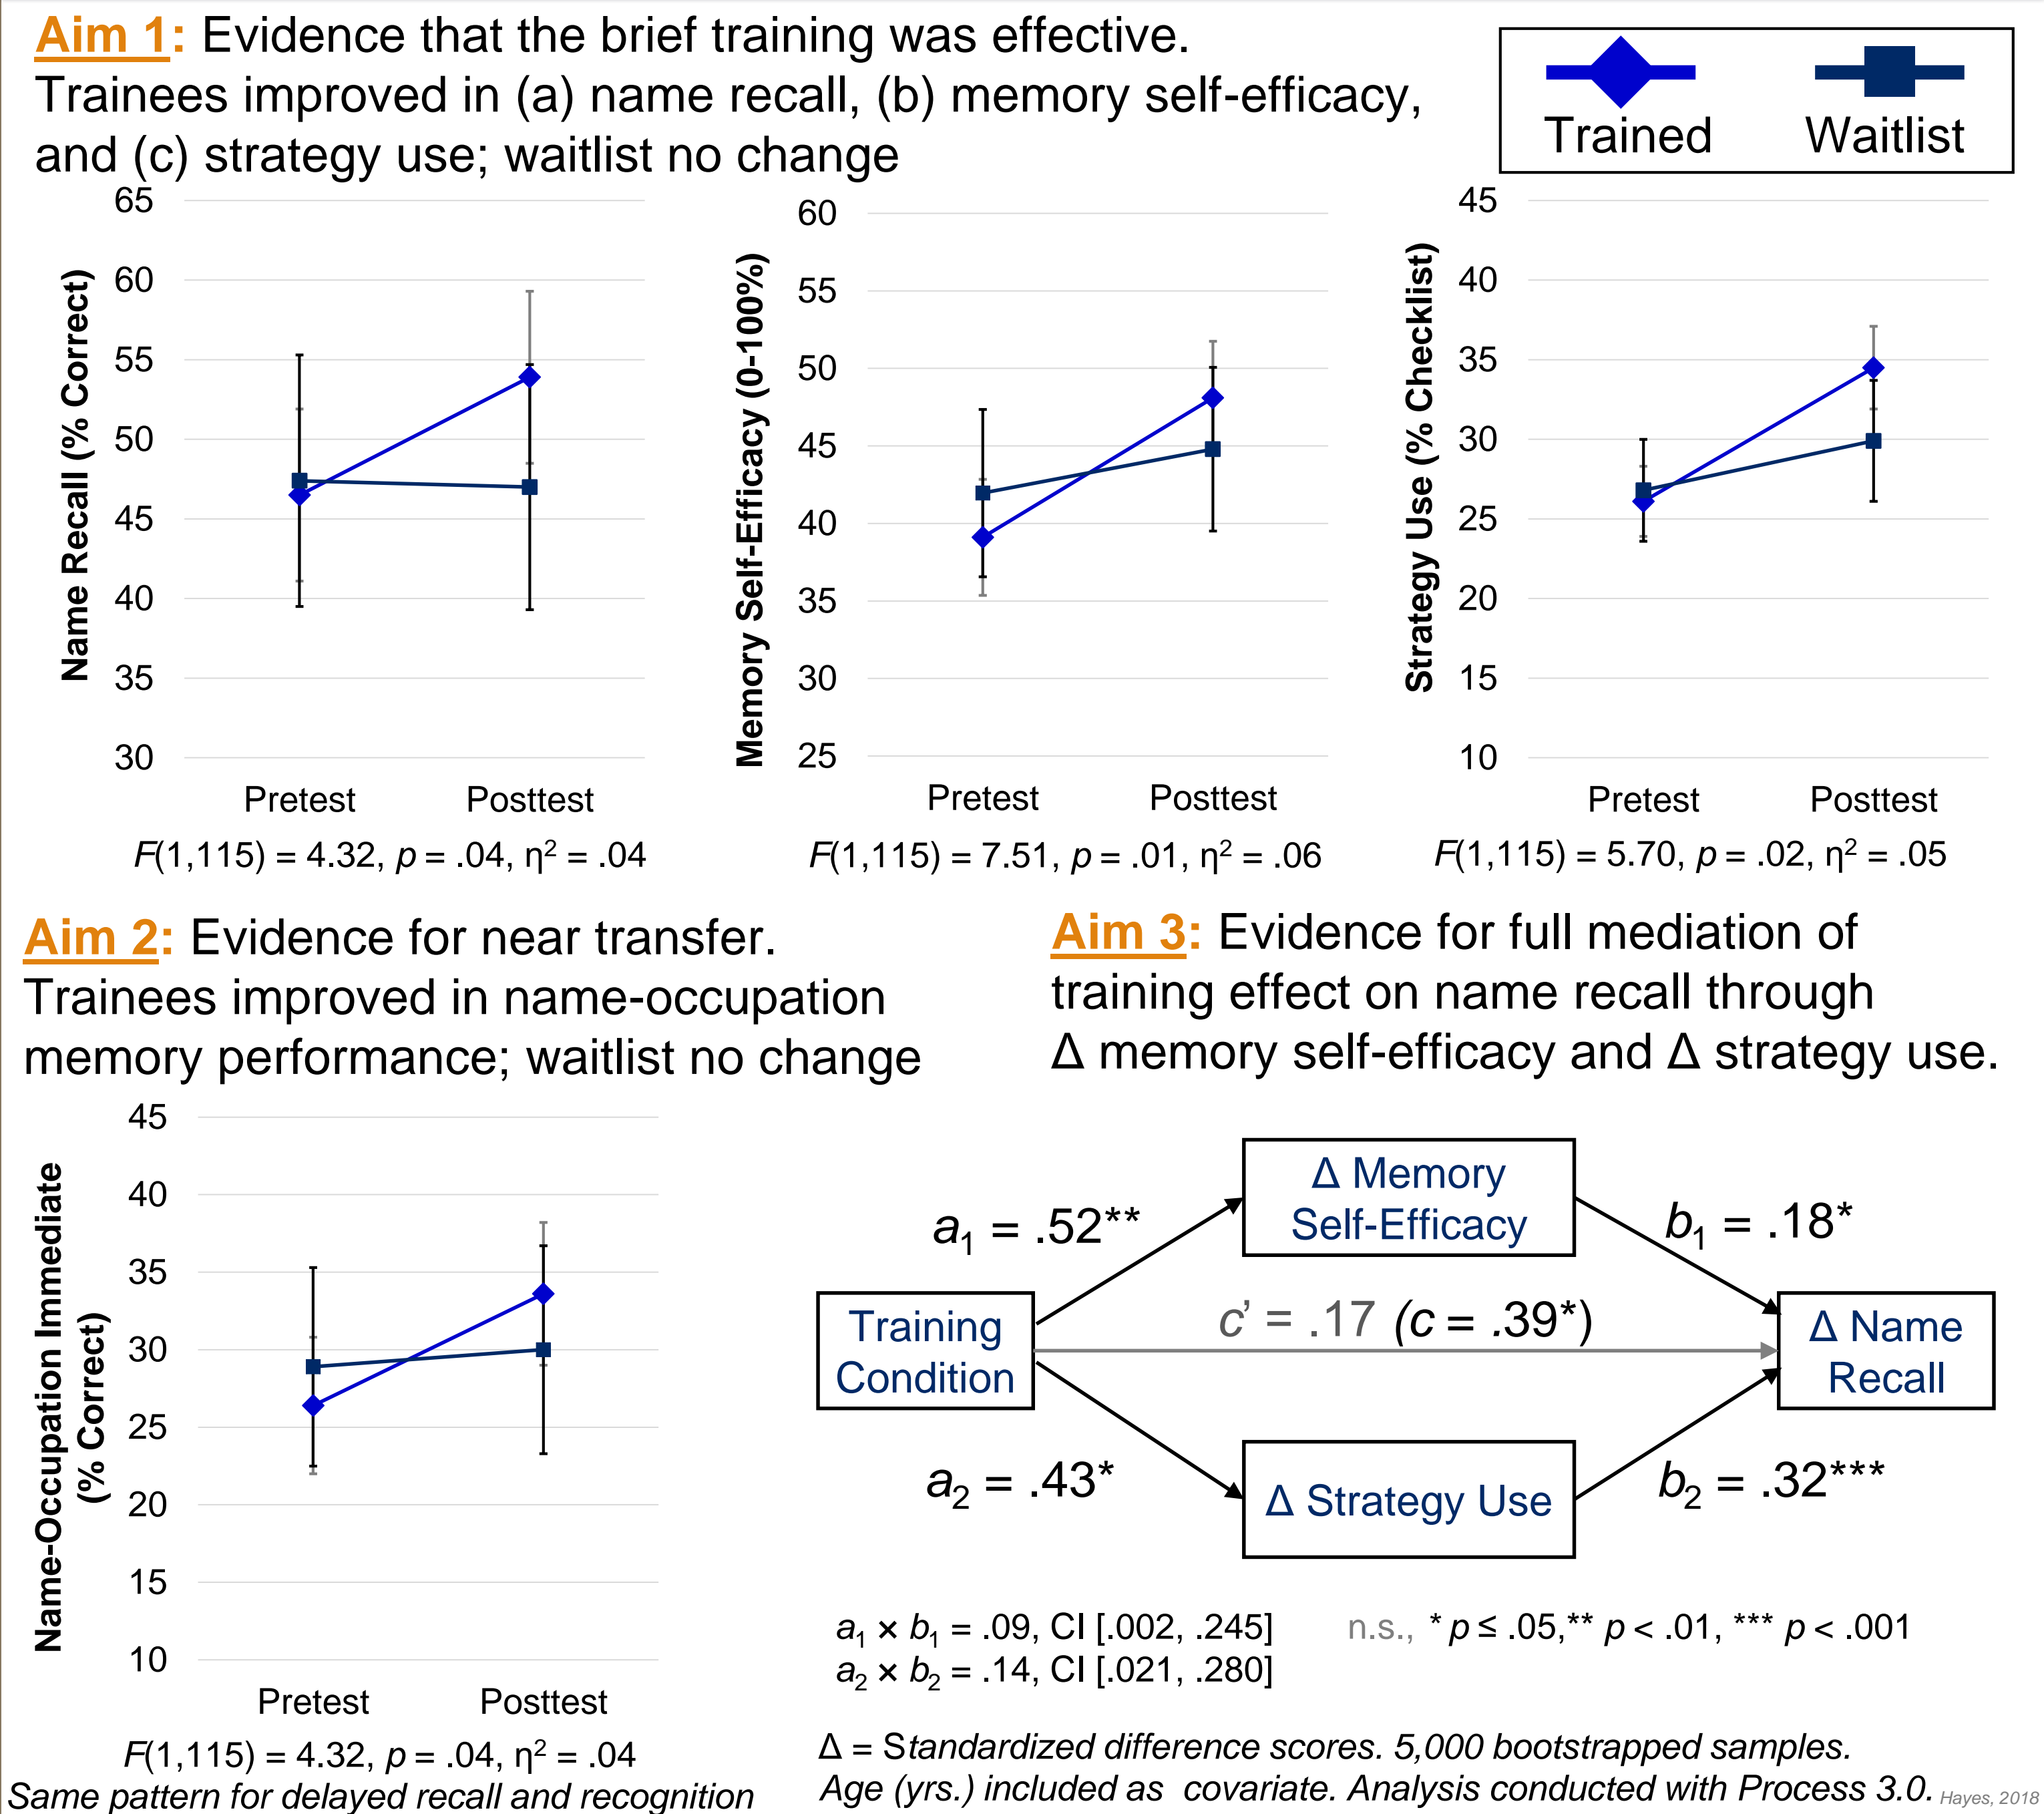 Aim 1: Evidence that the brief training was effective.
Trainees improved in (a) name recall, (b) memory self-efficacy,
and (c) strategy use; waitlist no change
Trained Waitlist
Name Recall (% Correct)
65
60
55
50
45
40
35
30
Pretest Posttest
F(1,115) = 4.32, p = .04, η² = .04
Memory Self-Efficacy (0-100%)
60
55
50
45
40
35
30
25
Pretest Posttest
F(1,115) = 7.51, p = .01, η² = .06
Strategy Use (% Checklist)
45
40
35
30
25
20
15
10
Pretest Posttest
F(1,115) = 5.70, p = .02, η² = .05
Aim 2: Evidence for near transfer.
Trainees improved in name-occupation
memory performance; waitlist no change
Name-Occupation Immediate
(% Correct)
45
40
35
30
25
20
15
10
Pretest Posttest
F(1,115) = 4.32, p = .04, η² = .04
Same pattern for delayed recall and recognition
Aim 3: Evidence for full mediation of
training effect on name recall through
Δ memory self-efficacy and Δ strategy use.
Δ Memory
Self-Efficacy
a₁ = .52**
b₁ = .18*
Training
Condition
c’ = .17 (c = .39*)
Δ Name
Recall
a₂ = .43*
Δ Strategy Use
b₂ = .32***
a₁ × b₁ = .09, CI [.002, .245]
a₂ × b₂ = .14, CI [.021, .280]
n.s., * p ≤ .05,** p < .01, *** p < .001
Δ = Standardized difference scores. 5,000 bootstrapped samples.
Age (yrs.) included as covariate. Analysis conducted with Process 3.0. Hayes, 2018